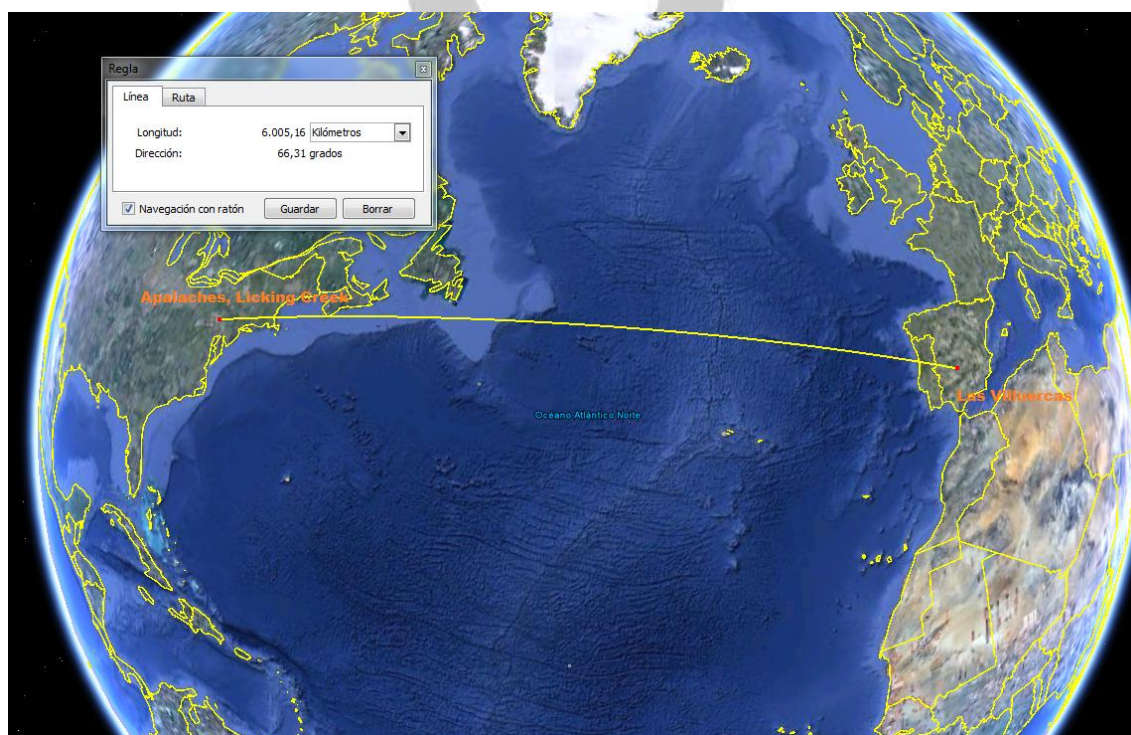 Regla
Línea Ruta
Longitud: 6.005,16 Kilómetros
Dirección: 66,31 grados
Navegación con ratón Guardar Borrar
Apalaches, Licking Creek
Las Villuercas
Océano Atlántico Norte